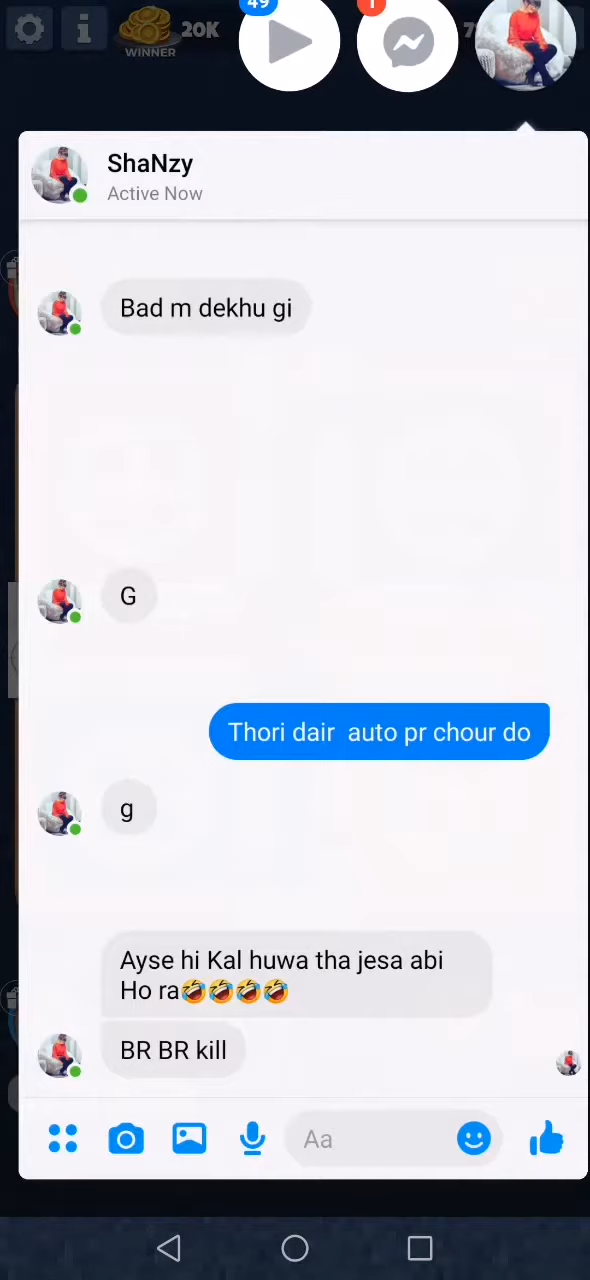 49
1
20K
WINNER
ShaNzy
Active Now
Bad m dekhu gi
G
Thori dair auto pr chour do
g
Ayse hi Kal huwa tha jesa abi
Ho ra🤣🤣🤣🤣
BR BR kill
Aa